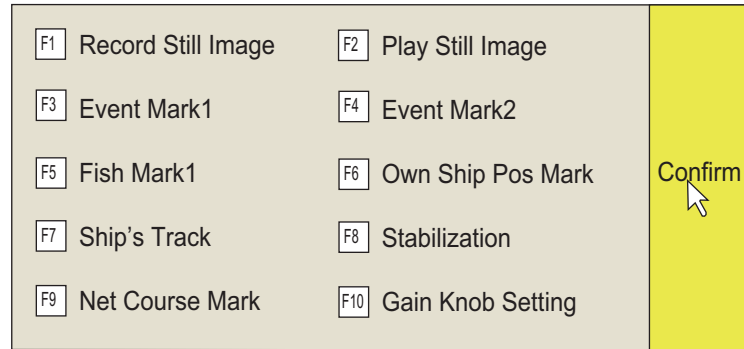 F1 Record Still Image F2 Play Still Image
F3 Event Mark1 F4 Event Mark2
F5 Fish Mark1 F6 Own Ship Pos Mark Confirm
F7 Ship's Track F8 Stabilization
F9 Net Course Mark F10 Gain Knob Setting